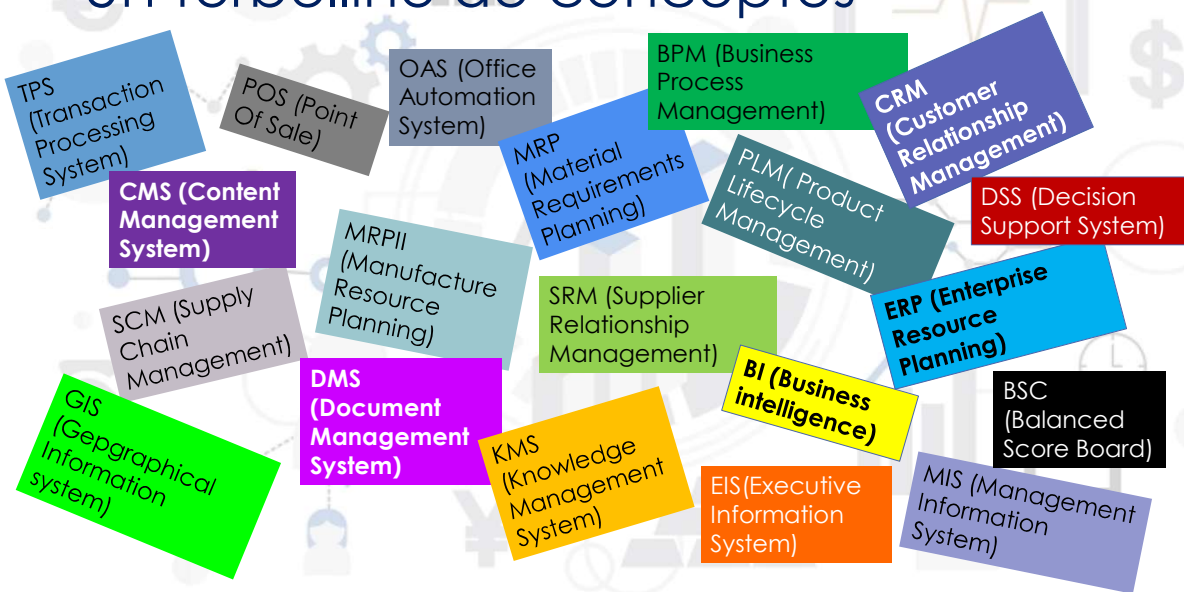 Un torbellino de conceptos
TPS
(Transaction
Processing
System)
POS (Point
Of Sale)
OAS (Office
Automation
System)
BPM (Business
Process
Management)
CRM
(Customer
Relationship
Management)
CMS (Content
Management
System)
MRP
(Material
Requirements
Planning)
PLM( Product
Lifecycle
Management)
DSS (Decision
Support System)
SCM (Supply
Chain
Management)
MRPII
(Manufacture
Resource
Planning)
SRM (Supplier
Relationship
Management)
ERP (Enterprise
Resource
Planning)
GIS
(Gepgraphical
Information
system)
DMS
(Document
Management
System)
KMS
(Knowledge
Management
System)
BI (Business
intelligence)
BSC
(Balanced
Score Board)
EIS(Executive
Information
System)
MIS (Management
Information
System)